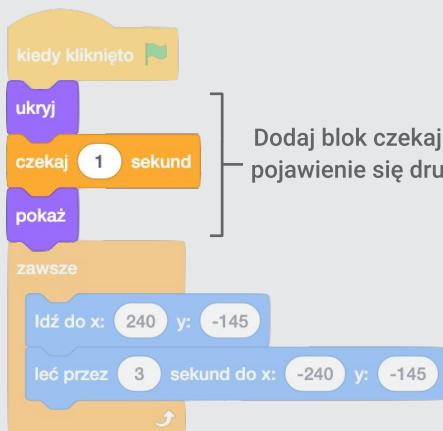 kiedy kliknięto
ukryj
czekaj 1 sekund
pokaż
Dodaj blok czekaj
pojawienie się
zawsze
Idź do x: 240 y: -145
leć przez 3 sekund do x: -240 y: -145